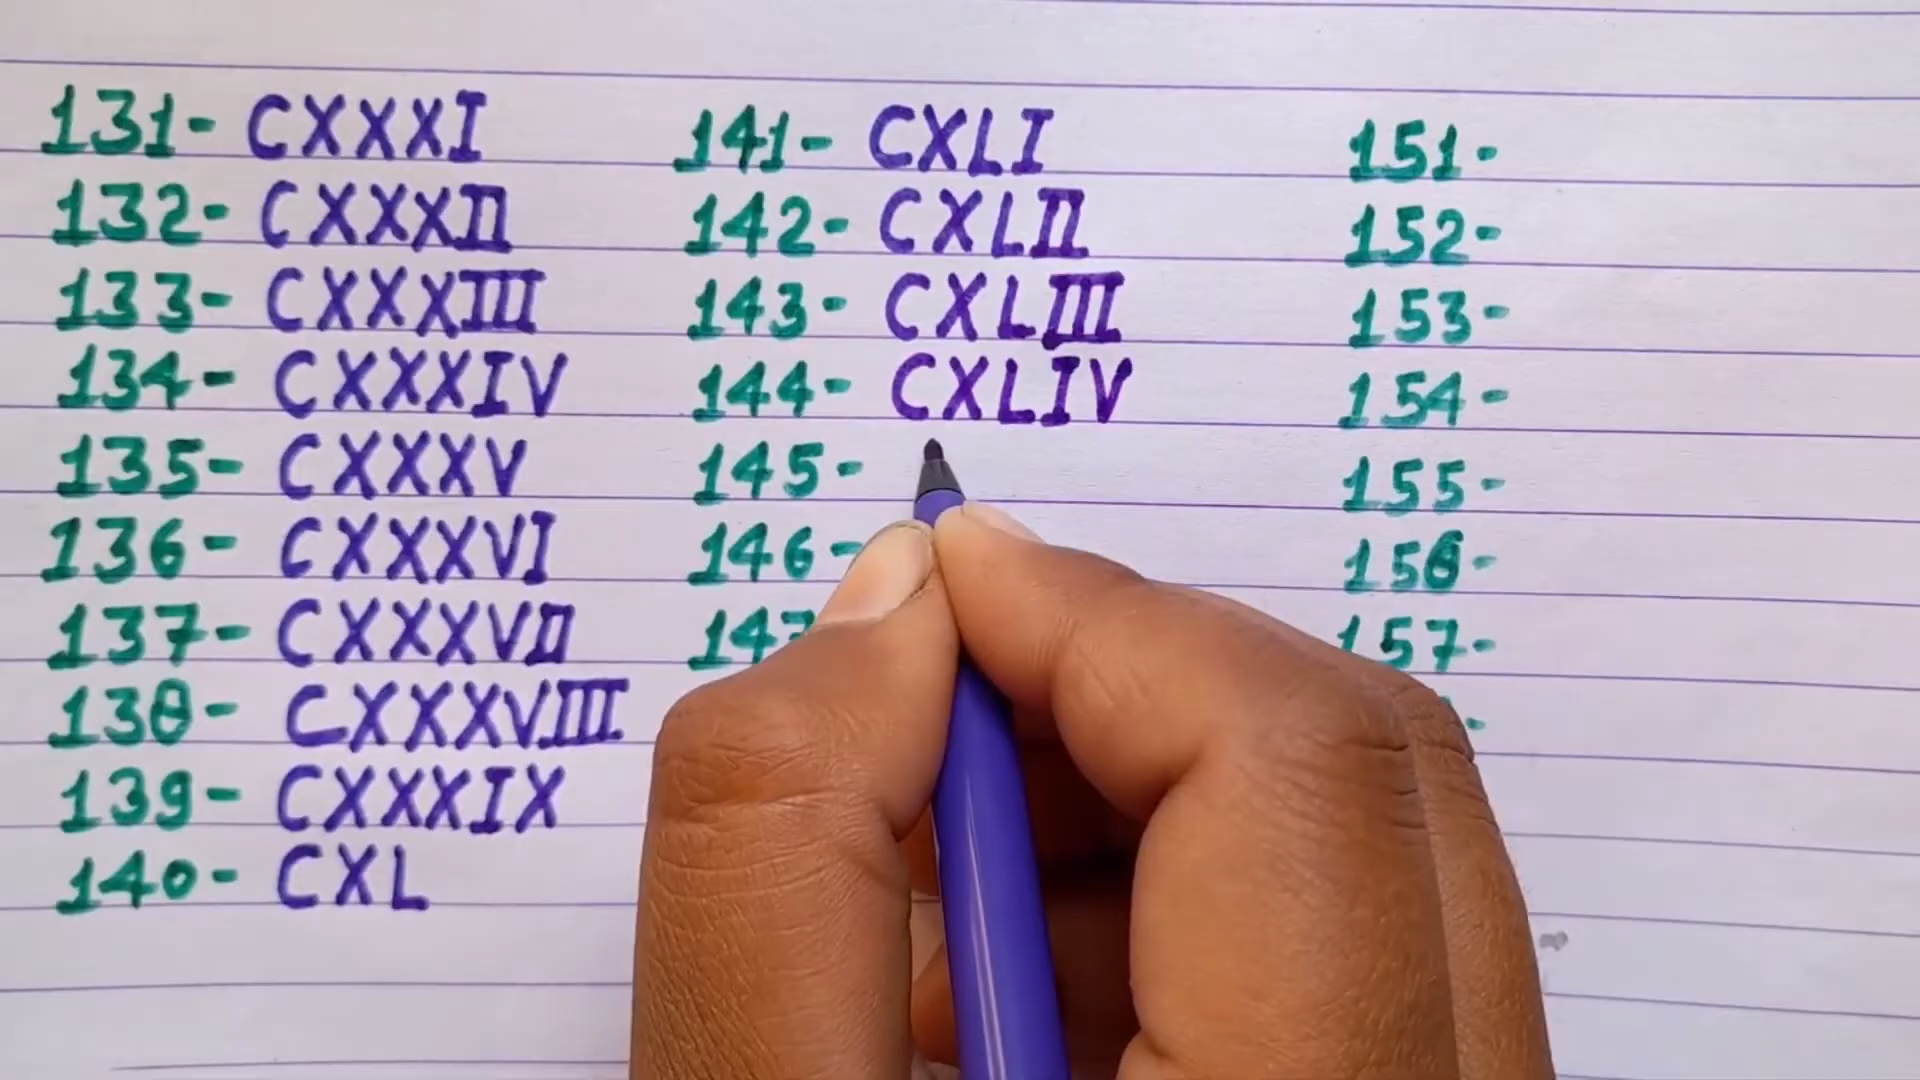 131- CXXXI
132- CXXXII
133- CXXXIII
134- CXXXIV
135- CXXXV
136- CXXXVI
137- CXXXVII
138- CXXXVIII
139- CXXXIX
140- CXL
141- CXLI
142- CXLII
143- CXLIII
144- CXLIV
145-
146-
147
151-
152-
153-
154-
155-
156-
157-